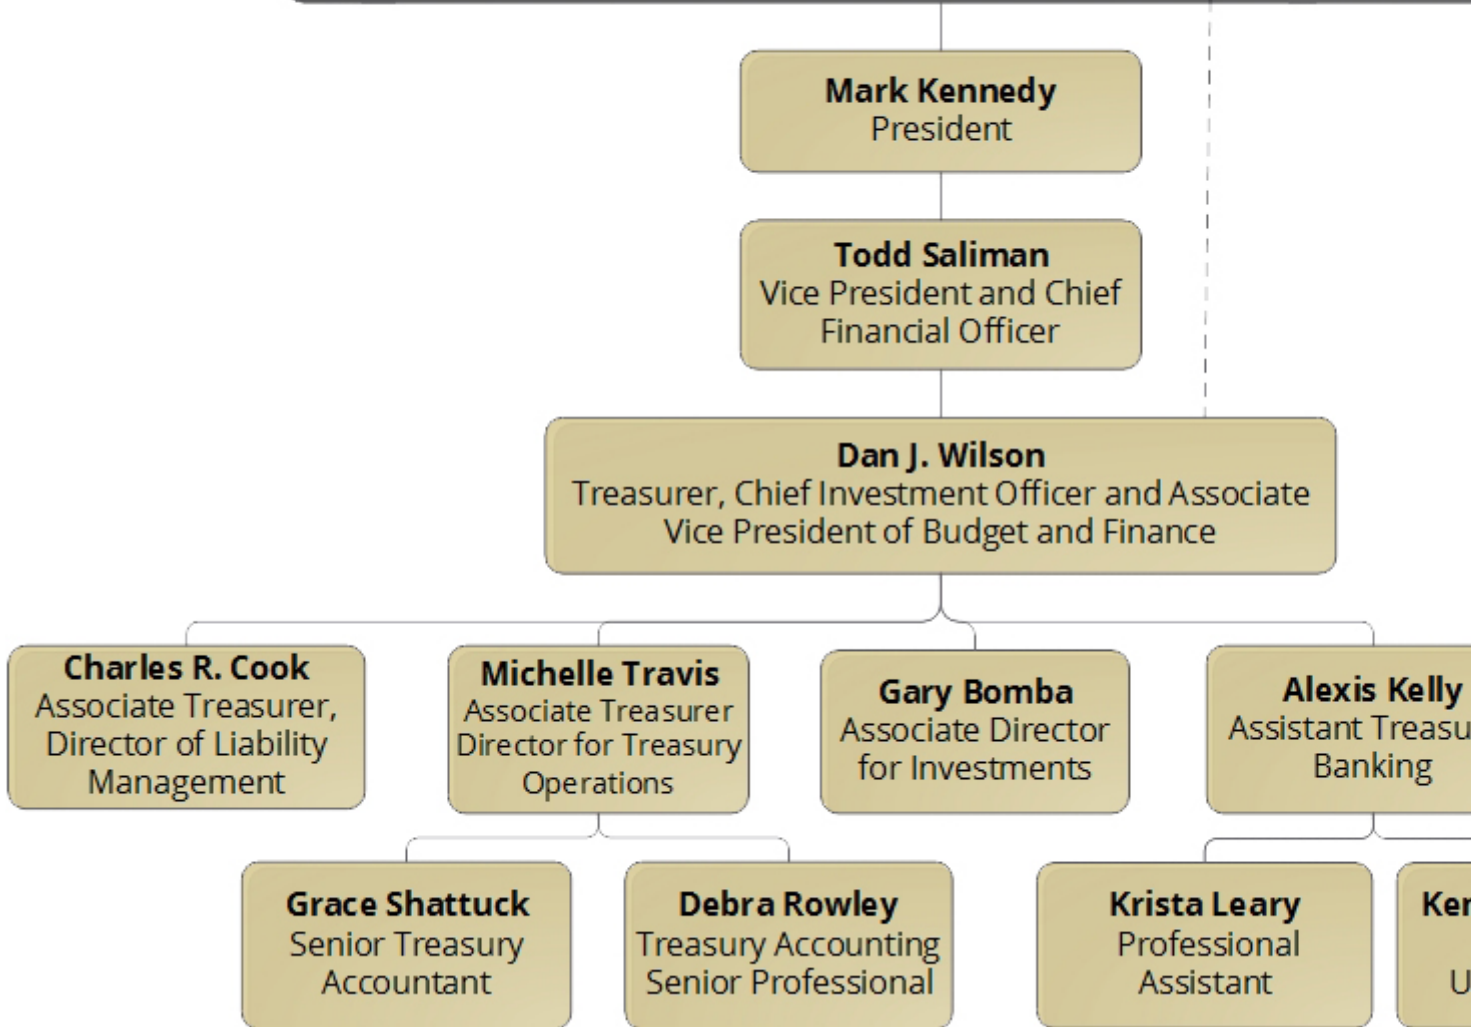 Mark Kennedy
President
Todd Saliman
Vice President and Chief
Financial Officer
Dan J. Wilson
Treasurer, Chief Investment Officer and Associate
Vice President of Budget and Finance
Charles R. Cook
Associate Treasurer,
Director of Liability
Management
Michelle Travis
Associate Treasurer
Director for Treasury
Operations
Gary Bomba
Associate Director
for Investments
Alexis Kelly
Assistant
Banking
Grace Shattuck
Senior Treasury
Accountant
Debra Rowley
Treasury Accounting
Senior Professional
Krista Leary
Professional
Assistant